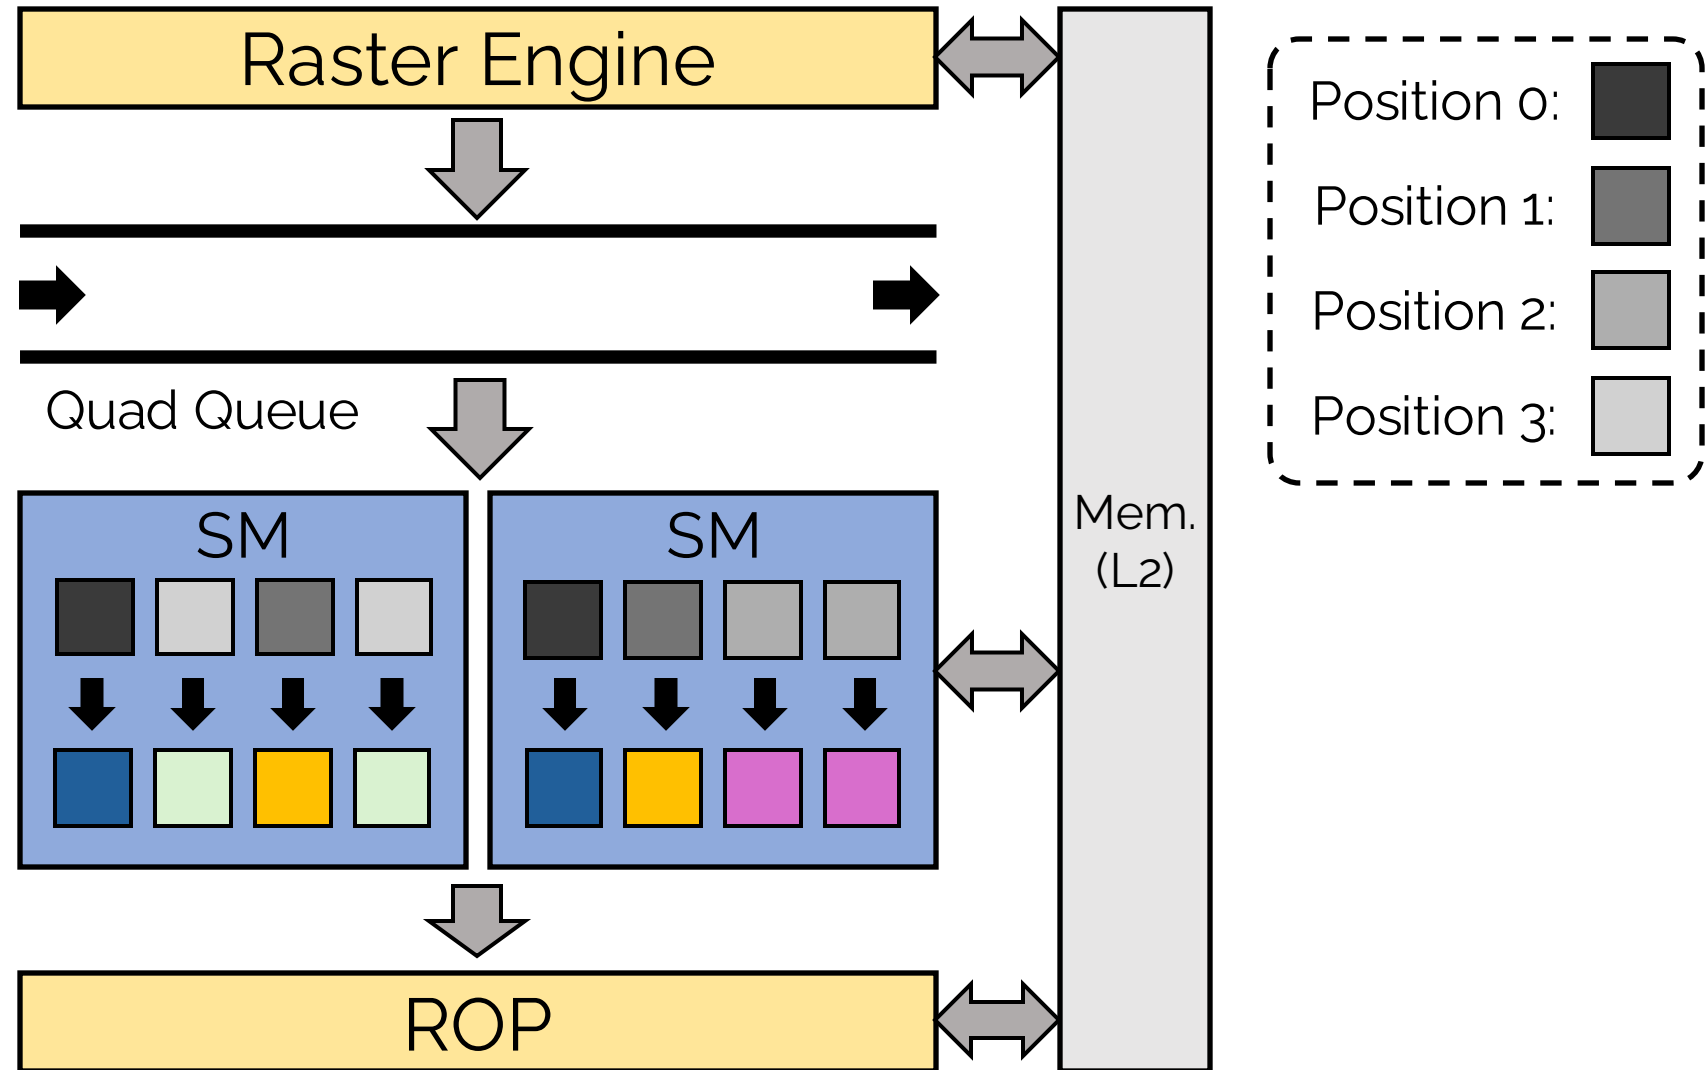 Raster Engine
Quad Queue
SM
SM
ROP
Mem.
(L2)
Position 0:
Position 1:
Position 2:
Position 3: